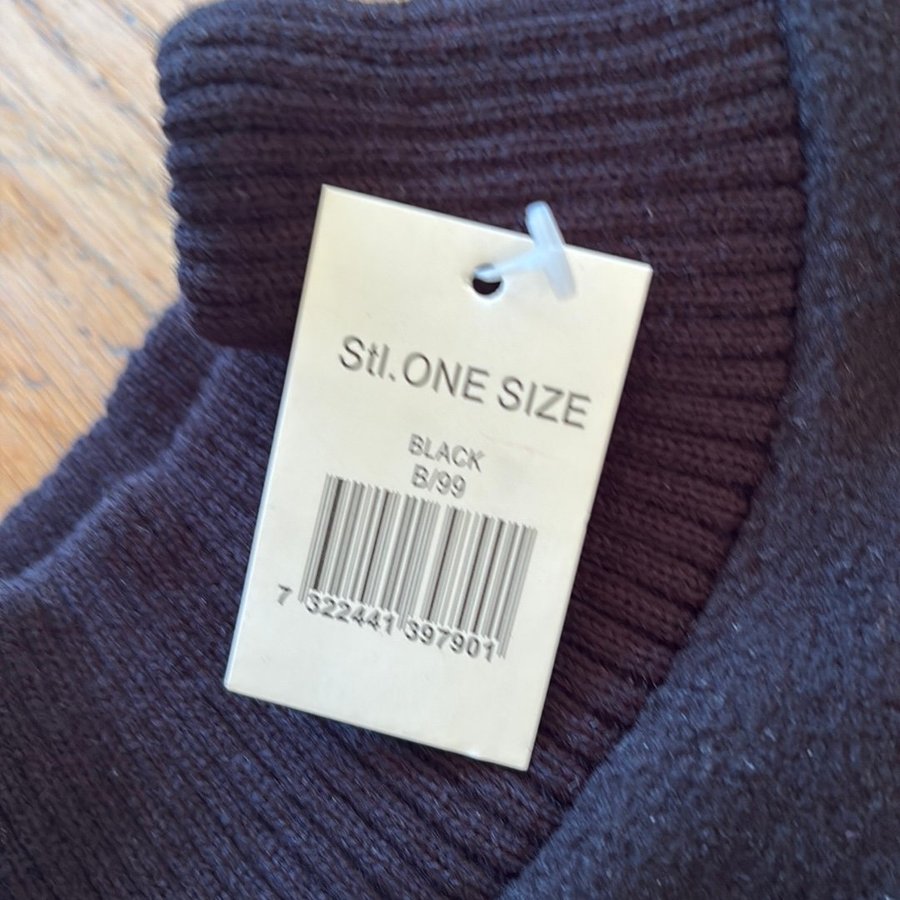 Stl. ONE SIZE
BLACK
B/99
7 322441 397901